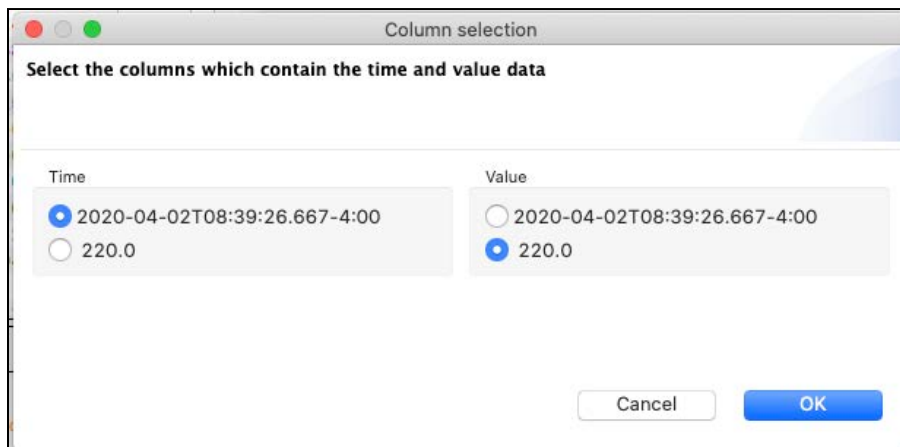 Column selection
Select the columns which contain the time and value data
Time
Value
2020-04-02T08:39:26.667-4:00
2020-04-02T08:39:26.667-4:00
220.0
220.0
Cancel
OK